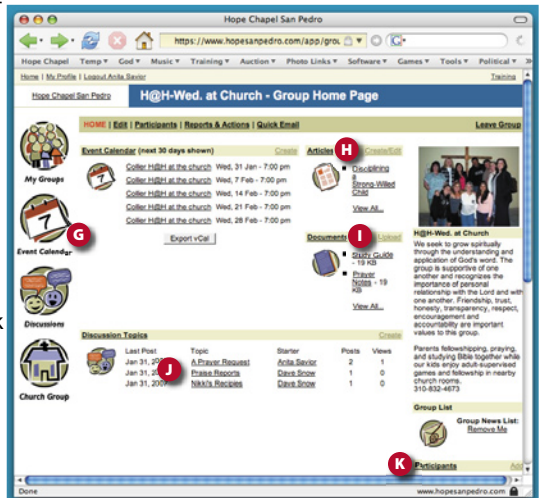 Hope Chapel San Pedro
https://www.hopesanpedro.com/app/grou
G
Hope Chapel Temp God Music Training Auction Photo Links Software Games Tools Political
Home | My Profile | Logout Anita Savior Training
Hope Chapel San Pedro
H@H-Wed. at Church - Group Home Page
HOME | Edit | Participants | Reports & Actions | Quick Email Leave Group
My Groups
Event Calendar
Discussions
Church Group
Event Calendar (next 30 days shown) Create
Collier H@H at the church Wed, 31 Jan - 7:00 pm
Collier H@H at the church Wed, 7 Feb - 7:00 pm
Collier H@H at the church Wed, 14 Feb - 7:00 pm
Collier H@H at the church Wed, 21 Feb - 7:00 pm
Collier H@H at the church Wed, 28 Feb - 7:00 pm
Export vCal
Articles Create/Edit
Disciplining
a
Strong-Willed
Child
View All...
Documents Upload
Study Guide
- 19 KB
Prayer
Notes - 19
KB
View All...
Discussion Topics Create
Last Post Topic Starter Posts Views
Jan 31, A Prayer Request Anita Savior 2 1
Jan 31, Praise Reports Dave Snow 1 0
Jan 31, Nikki's Recipies Dave Snow 1 0
H@H-Wed. at Church
We seek to grow spiritually
through the understanding and
application of God's word. The
group is supportive of one
another and recognizes the
importance of personal
relationship with the Lord and with
one another. Friendship, trust,
honesty, transparency, respect,
encouragement and
accountability are important
values to this group.
Parents fellowshipping, praying,
and studying Bible together while
our kids enjoy adult-supervised
games and fellowship in nearby
church rooms.
310-832-4673
Group List
Group News List:
Remove Me
Participants Add
Done www.hopesanpedro.com
G
H
I
J
K
k